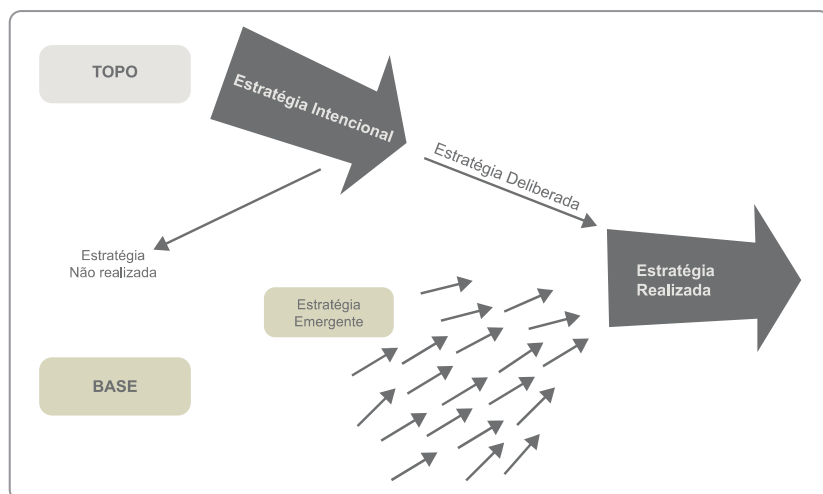 TOPO
Estratégia Intencional
Estratégia Deliberada
Estratégia
Não realizada
Estratégia
Realizada
Estratégia
Emergente
BASE